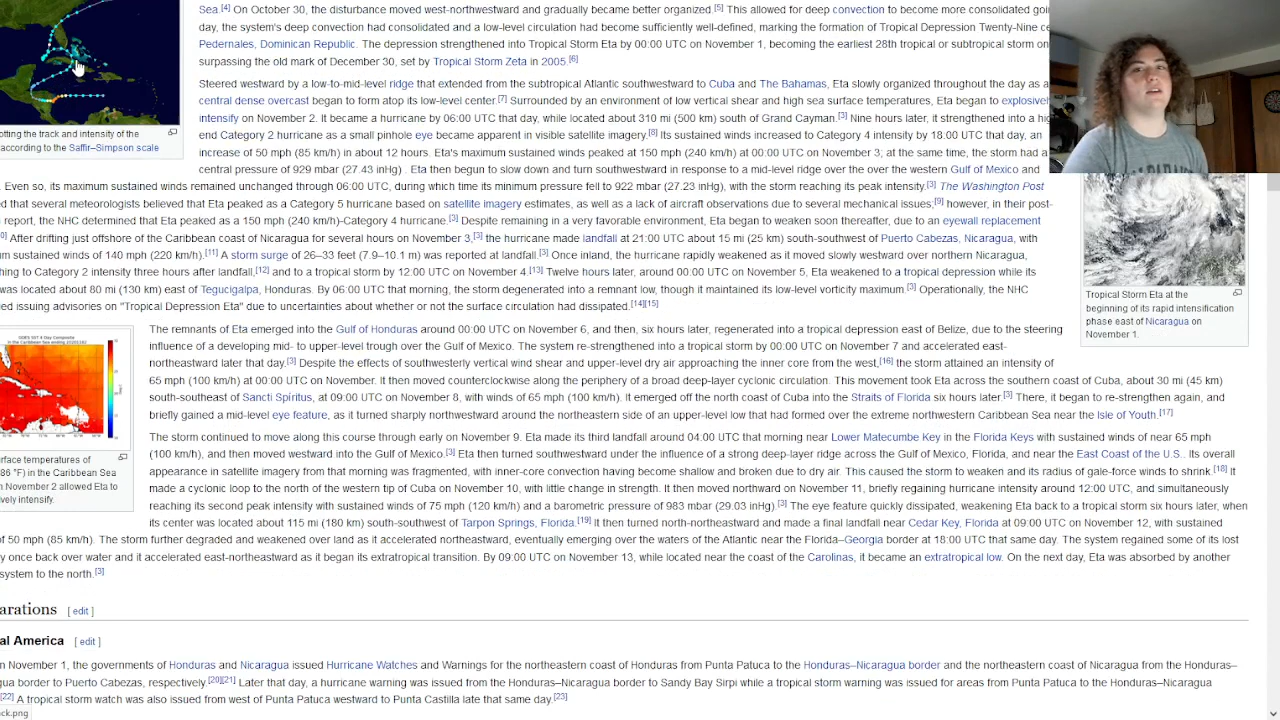 Sea.[4] On October 30, the disturbance moved west-northwestward and gradually became better organized.[5] This allowed for deep convection to become more consolidated goi
day, the system's deep convection had consolidated and a low-level circulation had become sufficiently well-defined, marking the formation of Tropical Depression Twenty-Nine ce
Pedernales, Dominican Republic. The depression strengthened into Tropical Storm Eta by 00:00 UTC on November 1, becoming the earliest 28th tropical or subtropical storm on
surpassing the old mark of December 30, set by Tropical Storm Zeta in 2005.[6]
Steered westward by a low-to-mid-level ridge that extended from the subtropical Atlantic southwestward to Cuba and The Bahamas, Eta slowly organized throughout the day as a
central dense overcast began to form atop its low-level center.[7] Surrounded by an environment of low vertical shear and high sea surface temperatures, Eta began to explosivel
intensify on November 2. It became a hurricane by 06:00 UTC that day, while located about 310 mi (500 km) south of Grand Cayman.[3] Nine hours later, it strengthened into a hig
end Category 2 hurricane as a small pinhole eye became apparent in visible satellite imagery.[8] Its sustained winds increased to Category 4 intensity by 18:00 UTC that day, an
increase of 50 mph (85 km/h) in about 12 hours. Eta's maximum sustained winds peaked at 150 mph (240 km/h) at 00:00 UTC on November 3; at the same time, the storm had a
central pressure of 929 mbar (27.43 inHg). Eta then begun to slow down and turn southwestward in response to a mid-level ridge over the over the western Gulf of Mexico and
otting the track and intensity of the
according to the Saffir–Simpson scale
. Even so, its maximum sustained winds remained unchanged through 06:00 UTC, during which time its minimum pressure fell to 922 mbar (27.23 inHg), with the storm reaching its peak intensity.[3] The Washington Post
ed that several meteorologists believed that Eta peaked as a Category 5 hurricane based on satellite imagery estimates, as well as a lack of aircraft observations due to several mechanical issues;[9] however, in their post-
n report, the NHC determined that Eta peaked as a 150 mph (240 km/h)-Category 4 hurricane.[3] Despite remaining in a very favorable environment, Eta began to weaken soon thereafter, due to an eyewall replacement
0] After drifting just offshore of the Caribbean coast of Nicaragua for several hours on November 3,[3] the hurricane made landfall at 21:00 UTC about 15 mi (25 km) south-southwest of Puerto Cabezas, Nicaragua, with
m sustained winds of 140 mph (220 km/h).[11] A storm surge of 26–33 feet (7.9–10.1 m) was reported at landfall.[3] Once inland, the hurricane rapidly weakened as it moved slowly westward over northern Nicaragua,
hing to Category 2 intensity three hours after landfall,[12] and to a tropical storm by 12:00 UTC on November 4.[13] Twelve hours later, around 00:00 UTC on November 5, Eta weakened to a tropical depression while its
was located about 80 mi (130 km) east of Tegucigalpa, Honduras. By 06:00 UTC that morning, the storm degenerated into a remnant low, though it maintained its low-level vorticity maximum.[3] Operationally, the NHC
ed issuing advisories on "Tropical Depression Eta" due to uncertainties about whether or not the surface circulation had dissipated.[14][15]
Tropical Storm Eta at the
beginning of its rapid intensification
phase east of Nicaragua on
November 1.
The remnants of Eta emerged into the Gulf of Honduras around 00:00 UTC on November 6, and then, six hours later, regenerated into a tropical depression east of Belize, due to the steering
influence of a developing mid- to upper-level trough over the Gulf of Mexico. The system re-strengthened into a tropical storm by 00:00 UTC on November 7 and accelerated east-
northeastward later that day.[3] Despite the effects of southwesterly vertical wind shear and upper-level dry air approaching the inner core from the west,[16] the storm attained an intensity of
65 mph (100 km/h) at 00:00 UTC on November. It then moved counterclockwise along the periphery of a broad deep-layer cyclonic circulation. This movement took Eta across the southern coast of Cuba, about 30 mi (45 km)
south-southeast of Sancti Spíritus, at 09:00 UTC on November 8, with winds of 65 mph (100 km/h). It emerged off the north coast of Cuba into the Straits of Florida six hours later.[3] There, it began to re-strengthen again, and
briefly gained a mid-level eye feature, as it turned sharply northwestward around the northeastern side of an upper-level low that had formed over the extreme northwestern Caribbean Sea near the Isle of Youth.[17]
The storm continued to move along this course through early on November 9. Eta made its third landfall around 04:00 UTC that morning near Lower Matecumbe Key in the Florida Keys with sustained winds of near 65 mph
(100 km/h), and then moved westward into the Gulf of Mexico.[3] Eta then turned southwestward under the influence of a strong deep-layer ridge across the Gulf of Mexico, Florida, and near the East Coast of the U.S.. Its overall
appearance in satellite imagery from that morning was fragmented, with inner-core convection having become shallow and broken due to dry air. This caused the storm to weaken and its radius of gale-force winds to shrink.[18] It
made a cyclonic loop to the north of the western tip of Cuba on November 10, with little change in strength. It then moved northward on November 11, briefly regaining hurricane intensity around 12:00 UTC, and simultaneously
reaching its second peak intensity with sustained winds of 75 mph (120 km/h) and a barometric pressure of 983 mbar (29.03 inHg).[3] The eye feature quickly dissipated, weakening Eta back to a tropical storm six hours later, when
its center was located about 115 mi (180 km) south-southwest of Tarpon Springs, Florida.[19] It then turned north-northeastward and made a final landfall near Cedar Key, Florida at 09:00 UTC on November 12, with sustained
rface temperatures of
86 °F) in the Caribbean Sea
n November 2 allowed Eta to
ively intensify.
of 50 mph (85 km/h). The storm further degraded and weakened over land as it accelerated northeastward, eventually emerging over the waters of the Atlantic near the Florida–Georgia border at 18:00 UTC that same day. The system regained some of its lost
y once back over water and it accelerated east-northeastward as it began its extratropical transition. By 09:00 UTC on November 13, while located near the coast of the Carolinas, it became an extratropical low. On the next day, Eta was absorbed by another
system to the north.[3]
arations [ edit ]
al America [ edit ]
n November 1, the governments of Honduras and Nicaragua issued Hurricane Watches and Warnings for the northeastern coast of Honduras from Punta Patuca to the Honduras–Nicaragua border and the northeastern coast of Nicaragua from the Honduras–
gua border to Puerto Cabezas, respectively.[20][21] Later that day, a hurricane warning was issued from the Honduras–Nicaragua border to Sandy Bay Sirpi while a tropical storm warning was issued for areas from Punta Patuca to the Honduras–Nicaragua
[22] A tropical storm watch was also issued from west of Punta Patuca westward to Punta Castilla late that same day.[23]
ck.png